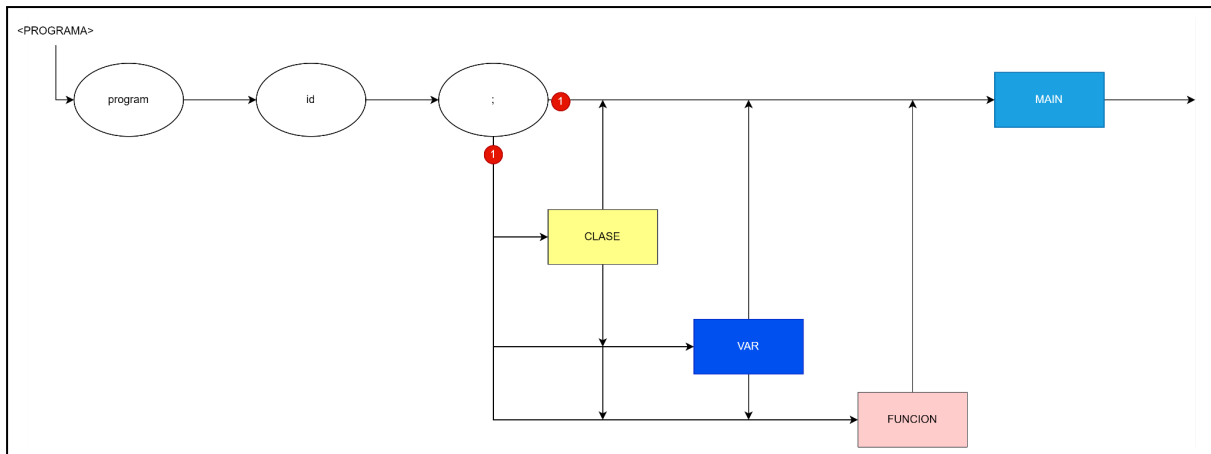 <PROGRAMA>
program
id
;
1
MAIN
1
CLASE
VAR
FUNCION